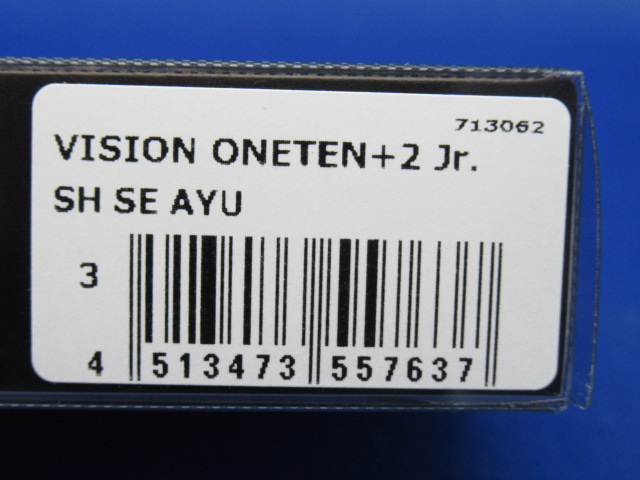 713062
VISION ONETEN+2 Jr.
SH SE AYU
3
4 513473 557637